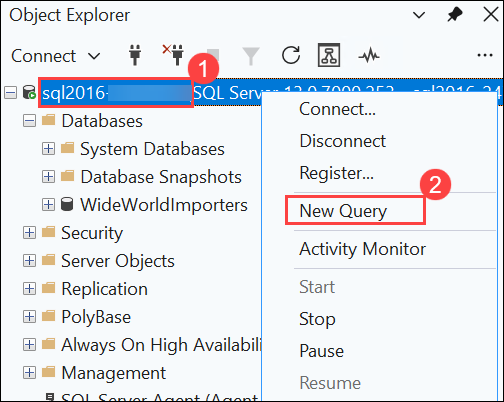 Object Explorer
Connect
1
sql2016- SQL Server 13.0.7000.253 - sql2016_24
Databases
System Databases
Database Snapshots
WideWorldImporters
Security
Server Objects
Replication
PolyBase
Always On High Availabili
Management
SQL Server Agent (Agent
Connect...
Disconnect
Register...
2
New Query
Activity Monitor
Start
Stop
Pause
Resume